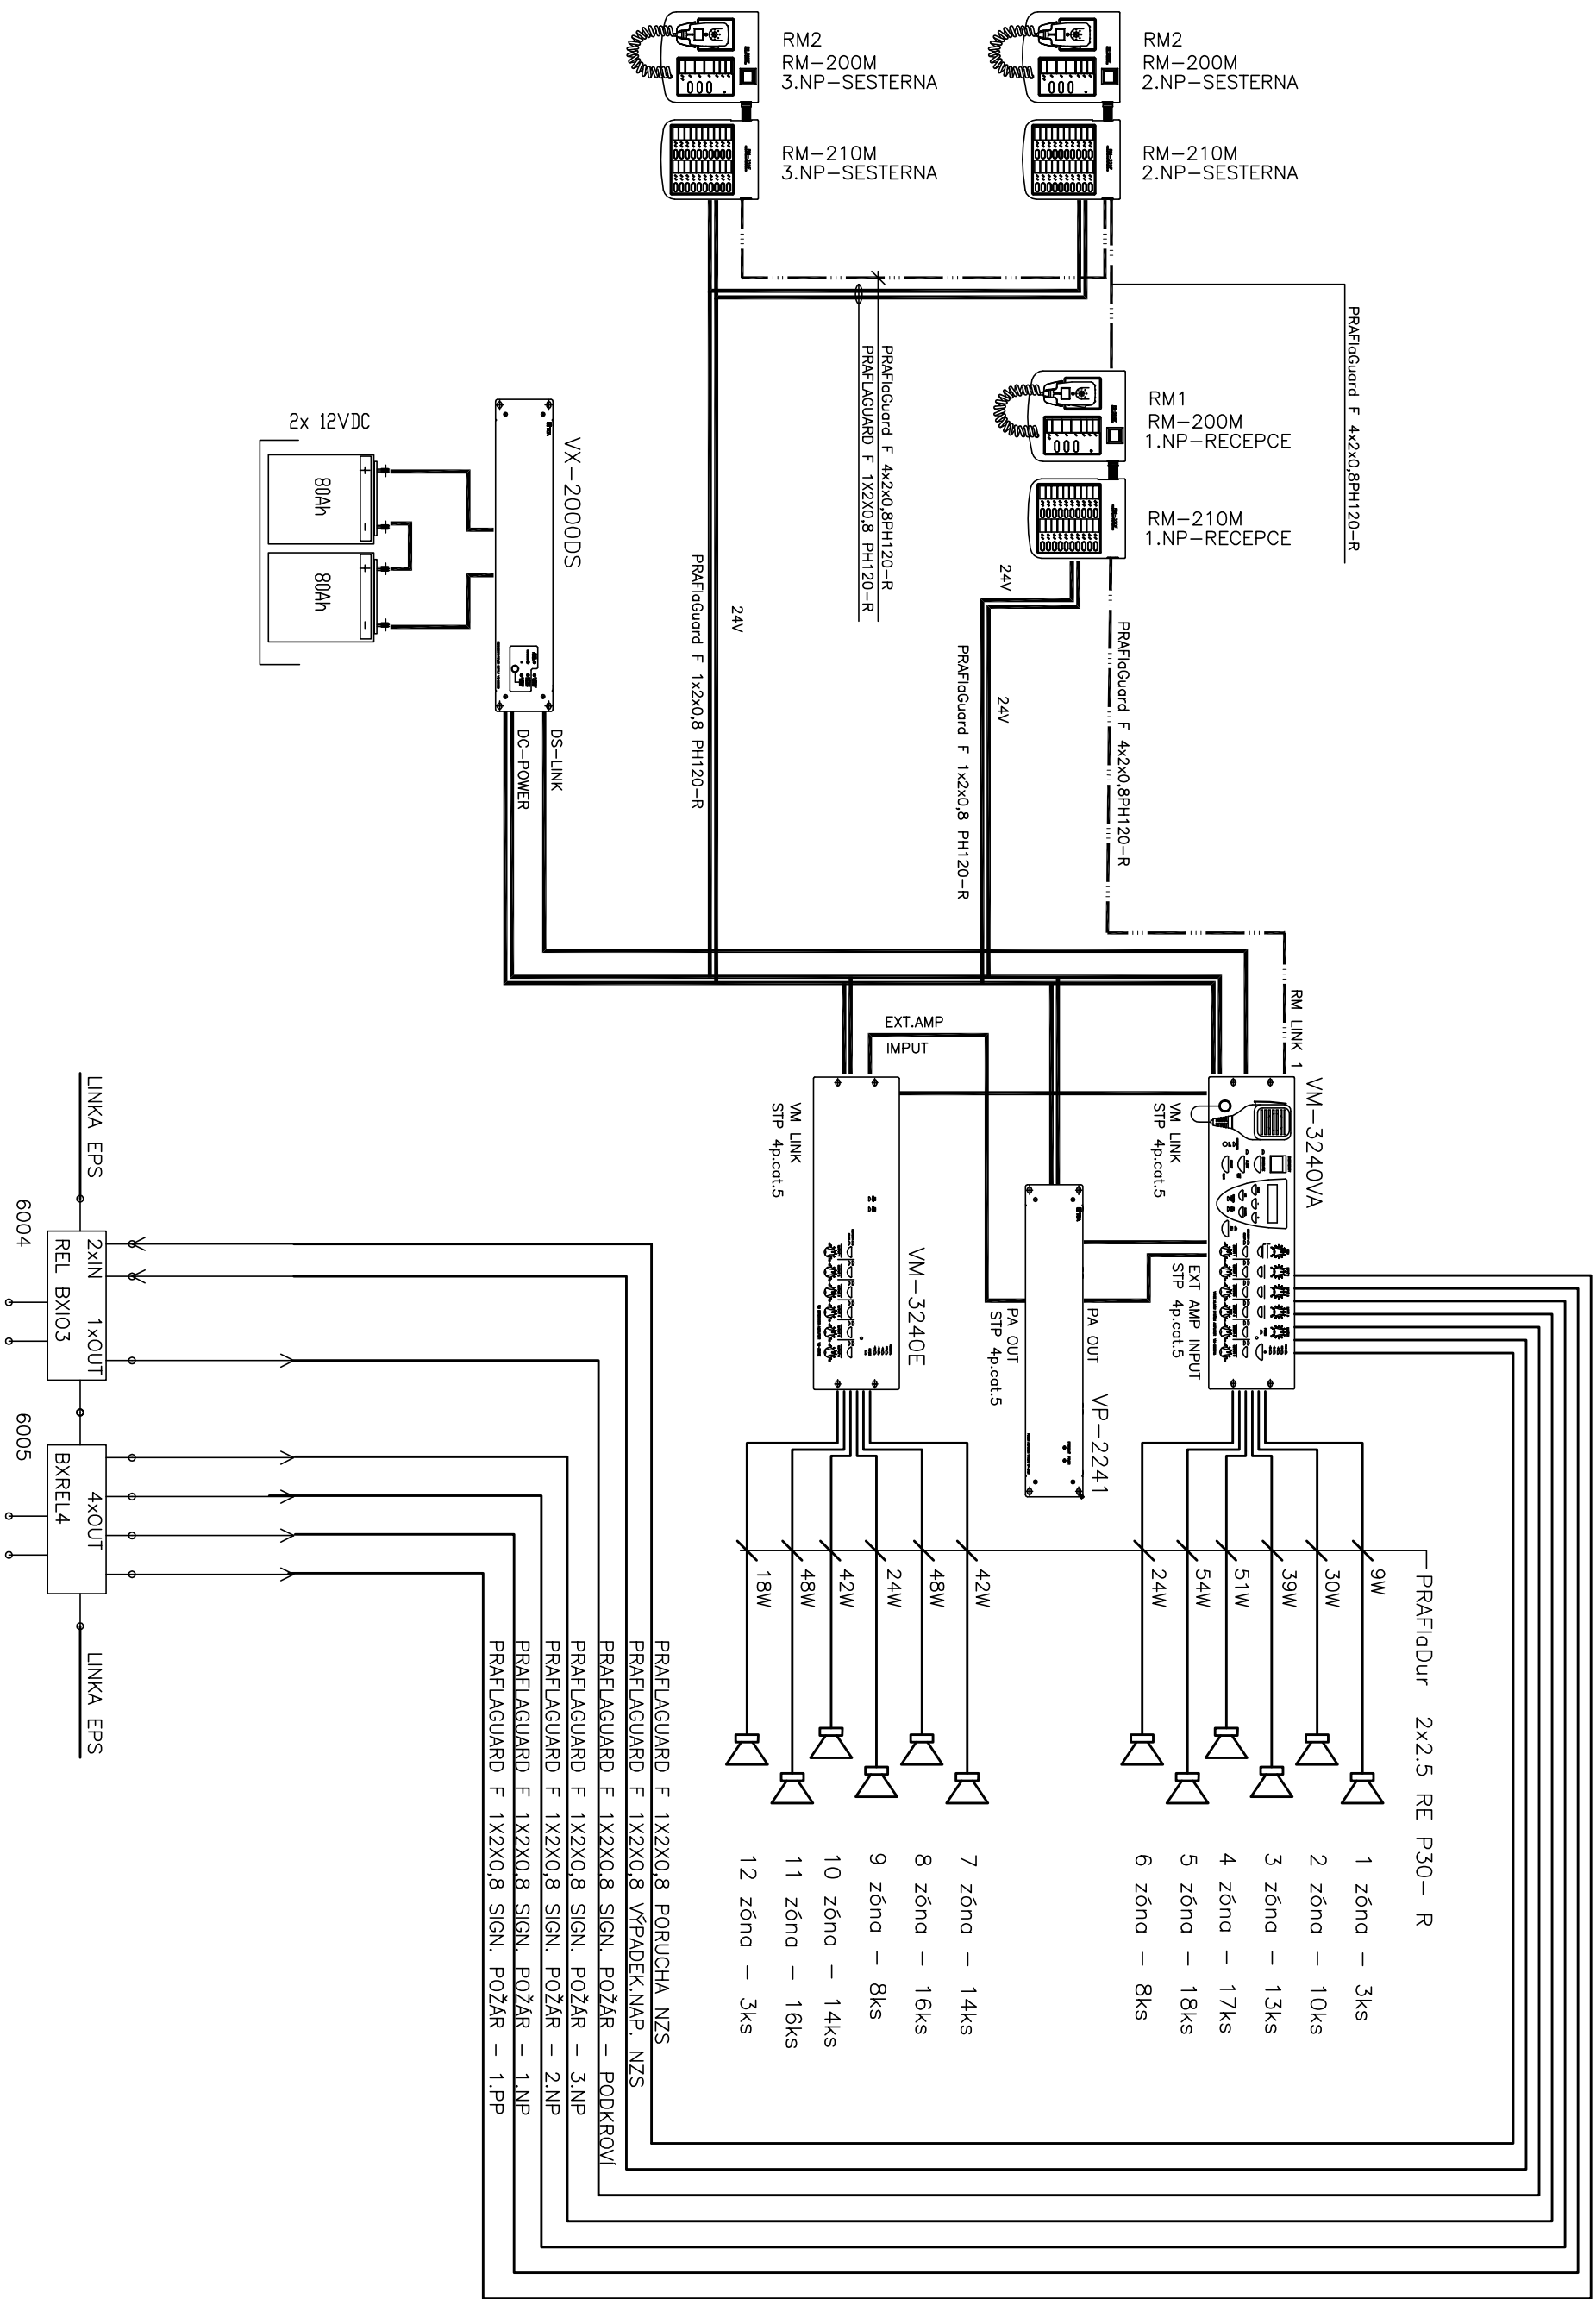 RM2
RM-200M
3.NP-SESTERNA
RM-210M
3.NP-SESTERNA
RM2
RM-200M
2.NP-SESTERNA
RM-210M
2.NP-SESTERNA
PRAFlaGuard F 4x2x0,8PH120-R
PRAFlaGuard F 4x2x0,8PH120-R
PRAFLAGUARD F 1X2X0,8 PH120-R
RM1
RM-200M
1.NP-RECEPCE
RM-210M
1.NP-RECEPCE
24V
24V
PRAFlaGuard F 1x2x0,8 PH120-R
PRAFlaGuard F 4x2x0,8PH120-R
24V
PRAFlaGuard F 1x2x0,8 PH120-R
2x 12VDC
80Ah
80Ah
VX-2000DS
DS-LINK
DC-POWER
RM LINK 1
VM-3240VA
EXT.AMP
IMPUT
VM LINK
STP 4p.cat.5
VM LINK
STP 4p.cat.5
VM-3240E
EXT AMP INPUT
STP 4p.cat.5
PA OUT
PA OUT
STP 4p.cat.5
VP-2241
PRAFlaDur 2x2.5 RE P30- R
9W
30W
39W
51W
54W
24W
42W
48W
24W
42W
48W
18W
1 zóna - 3ks
2 zóna - 10ks
3 zóna - 13ks
4 zóna - 17ks
5 zóna - 18ks
6 zóna - 8ks
7 zóna - 14ks
8 zóna - 16ks
9 zóna - 8ks
10 zóna - 14ks
11 zóna - 16ks
12 zóna - 3ks
LINKA EPS
6004
2xIN 1xOUT
REL BXIO3
6005
4xOUT
BXREL4
LINKA EPS
PRAFLAGUARD F 1X2X0,8 PORUCHA NZS
PRAFLAGUARD F 1X2X0,8 VÝPADEK.NAP. NZS
PRAFLAGUARD F 1X2X0,8 SIGN. POŽÁR - PODKROVÍ
PRAFLAGUARD F 1X2X0,8 SIGN. POŽÁR - 3.NP
PRAFLAGUARD F 1X2X0,8 SIGN. POŽÁR - 2.NP
PRAFLAGUARD F 1X2X0,8 SIGN. POŽÁR - 1.NP
PRAFLAGUARD F 1X2X0,8 SIGN. POŽÁR - 1.PP